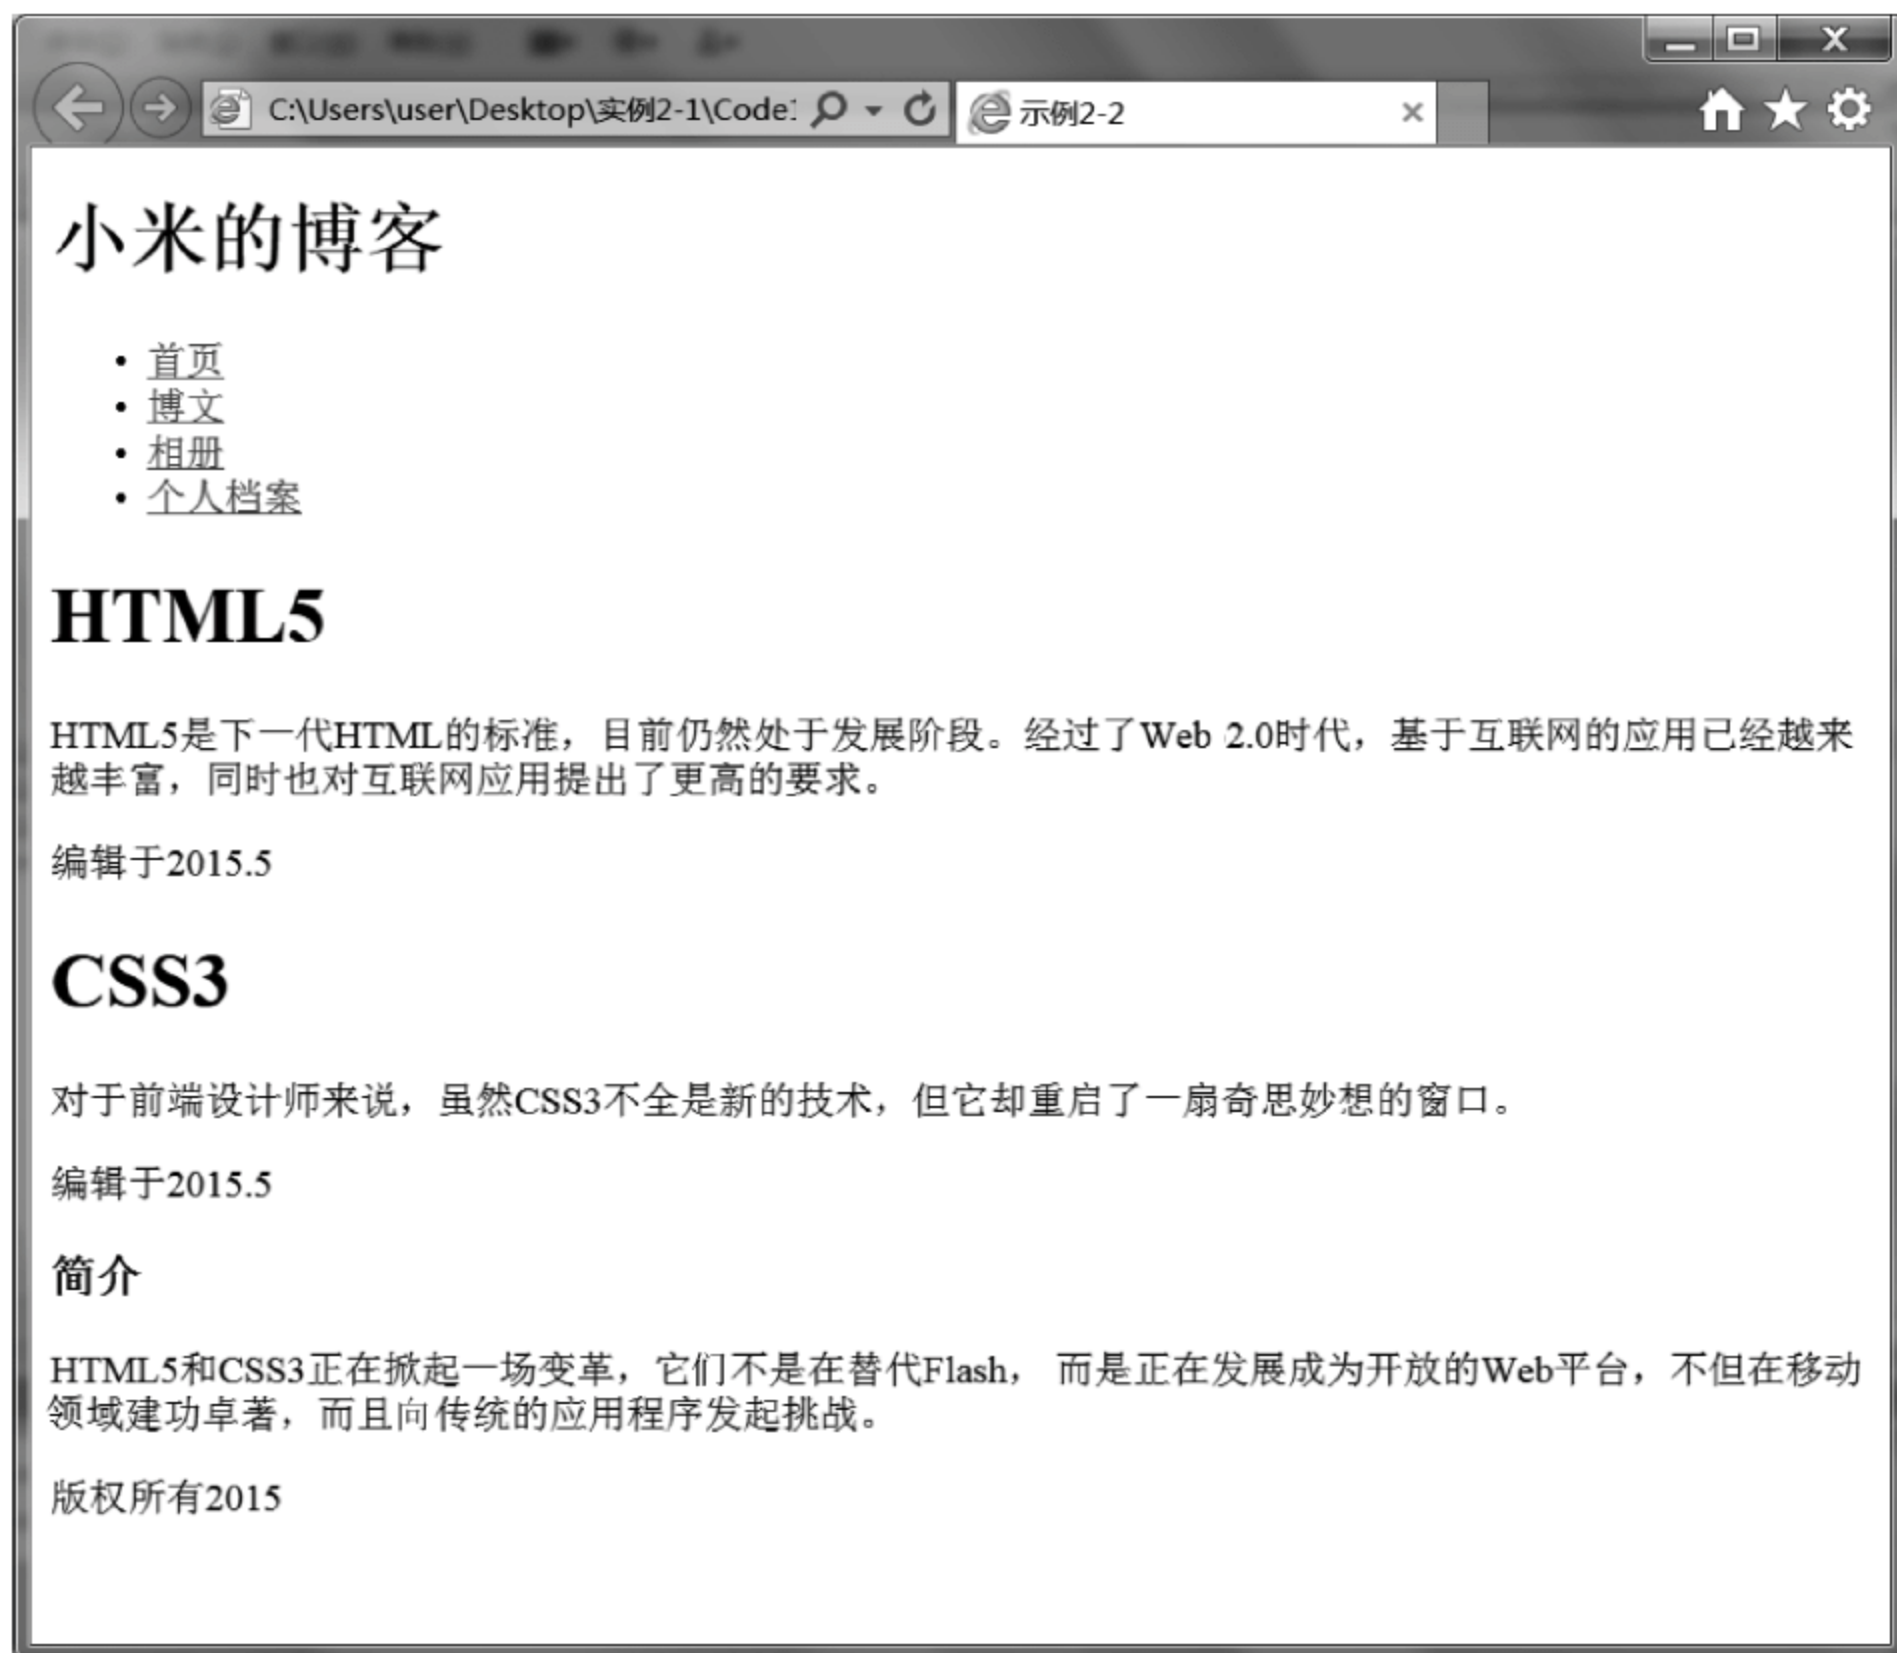 C:\Users\user\Desktop\实例2-1\Code1
示例2-2
小米的博客
• 首页
• 博文
• 相册
• 个人档案
HTML5
HTML5是下一代HTML的标准，目前仍然处于发展阶段。经过了Web 2.0时代，基于互联网的应用已经越来
越丰富，同时也对互联网应用提出了更高的要求。
编辑于2015.5
CSS3
对于前端设计师来说，虽然CSS3不全是新的技术，但它却重启了一扇奇思妙想的窗口。
编辑于2015.5
简介
HTML5和CSS3正在掀起一场变革，它们不是在替代Flash， 而是正在发展成为开放的Web平台，不但在移动
领域建功卓著，而且向传统的应用程序发起挑战。
版权所有2015